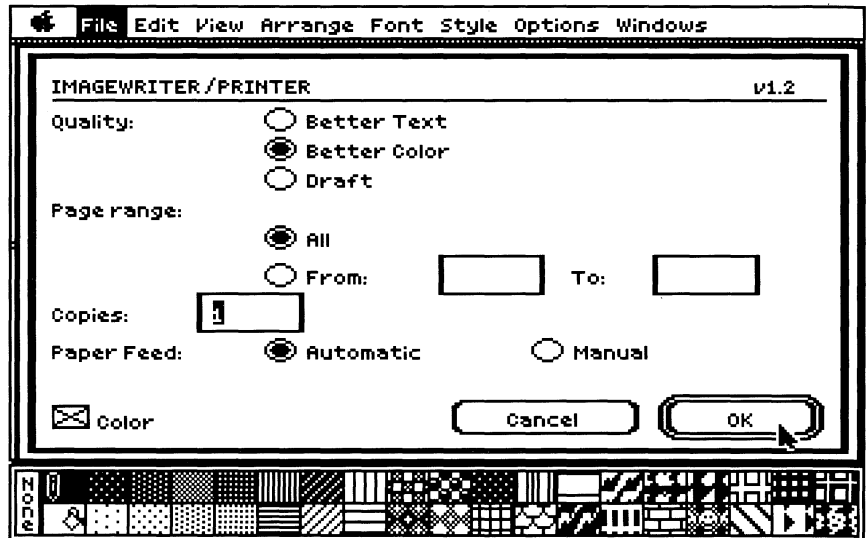 File Edit View Arrange Font Style Options Windows
IMAGEWRITER/PRINTER v1.2
Quality: Better Text
Better Color
Draft
Page range:
All
From: To:
Copies: 1
Paper Feed: Automatic Manual
Color Cancel OK
None